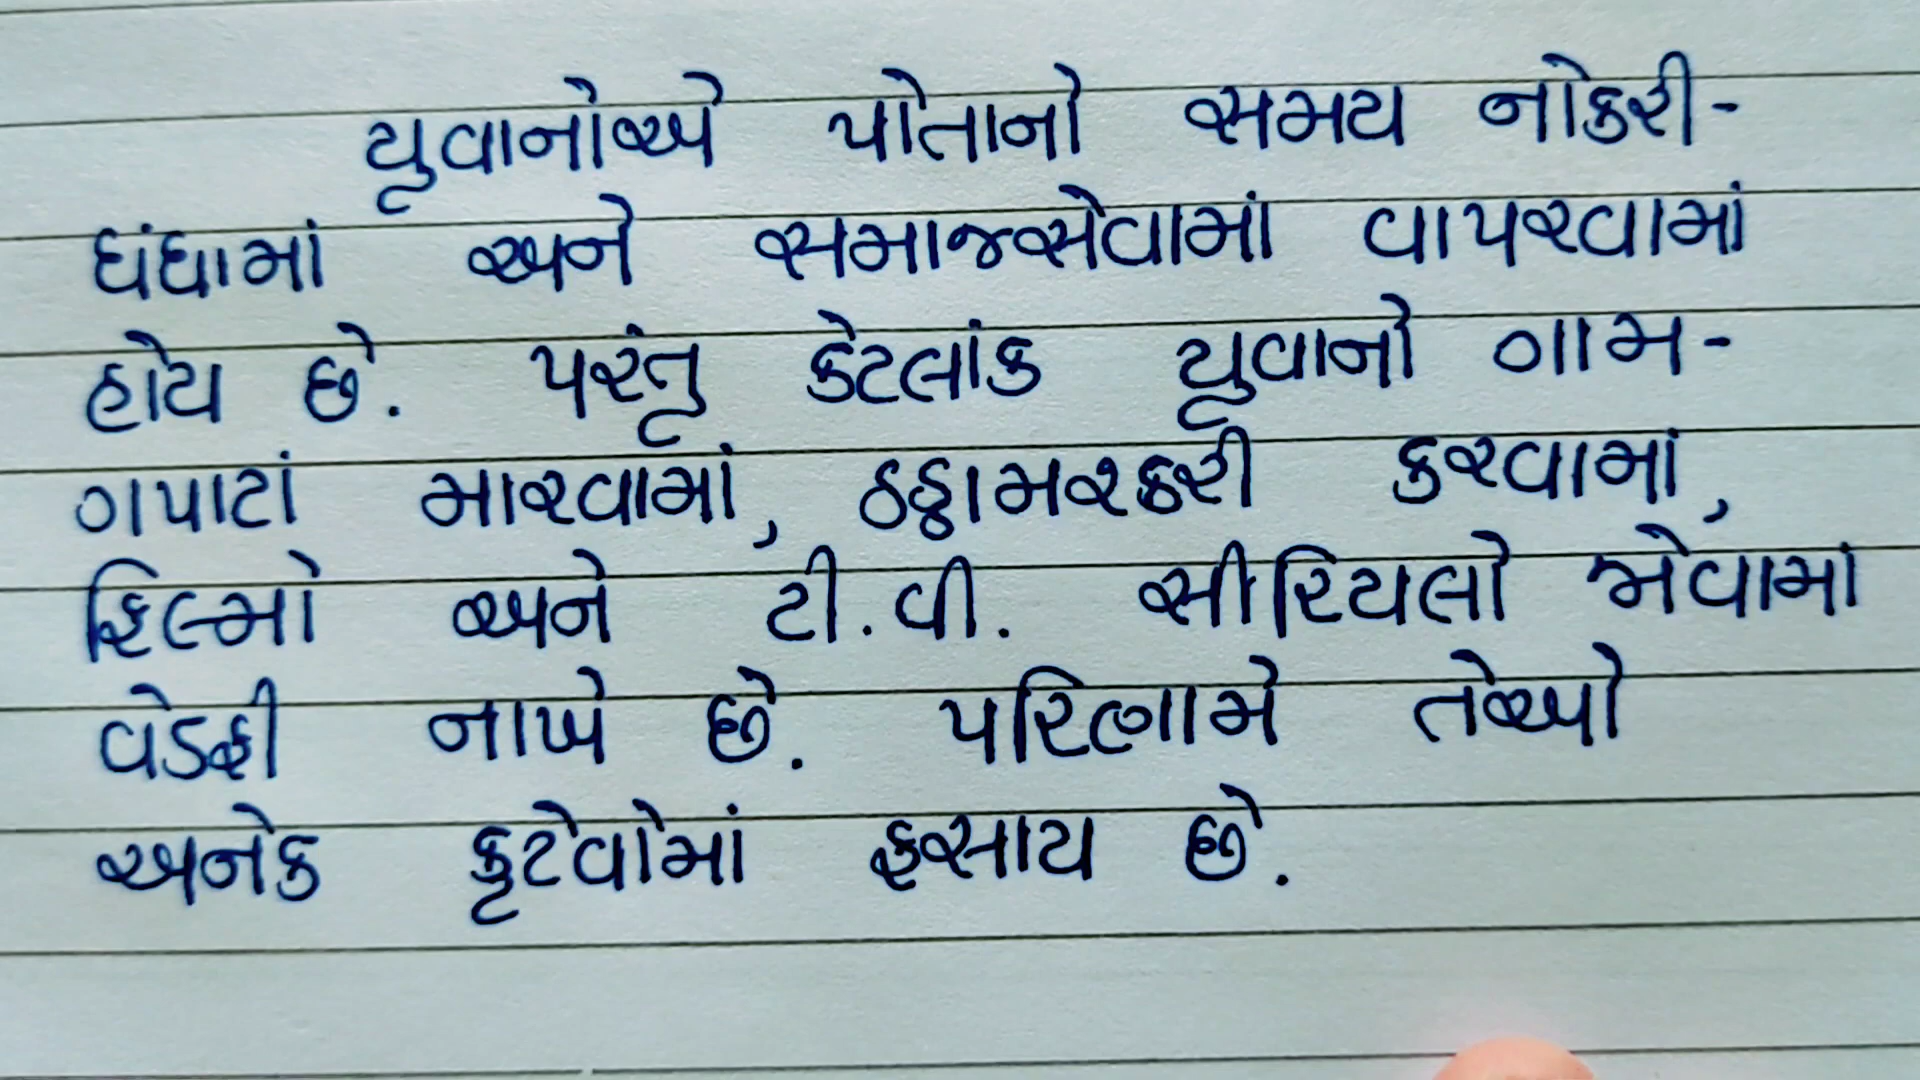 યુવાનોએ પોતાનો સમય નોકરી-
ધંધામાં અને સમાજસેવામાં વાપરવામાં
હોય છે. પરંતુ કેટલાંક યુવાનો ગામ-
ગપાટાં મારવામાં, ઠઠ્ઠામશ્કરી કરવામાં,
ફિલ્મો અને ટી.વી. સીરિયલો જોવામાં
વેડફી નાખે છે. પરિણામે તેઓ
અનેક કુટેવોમાં ફસાય છે.